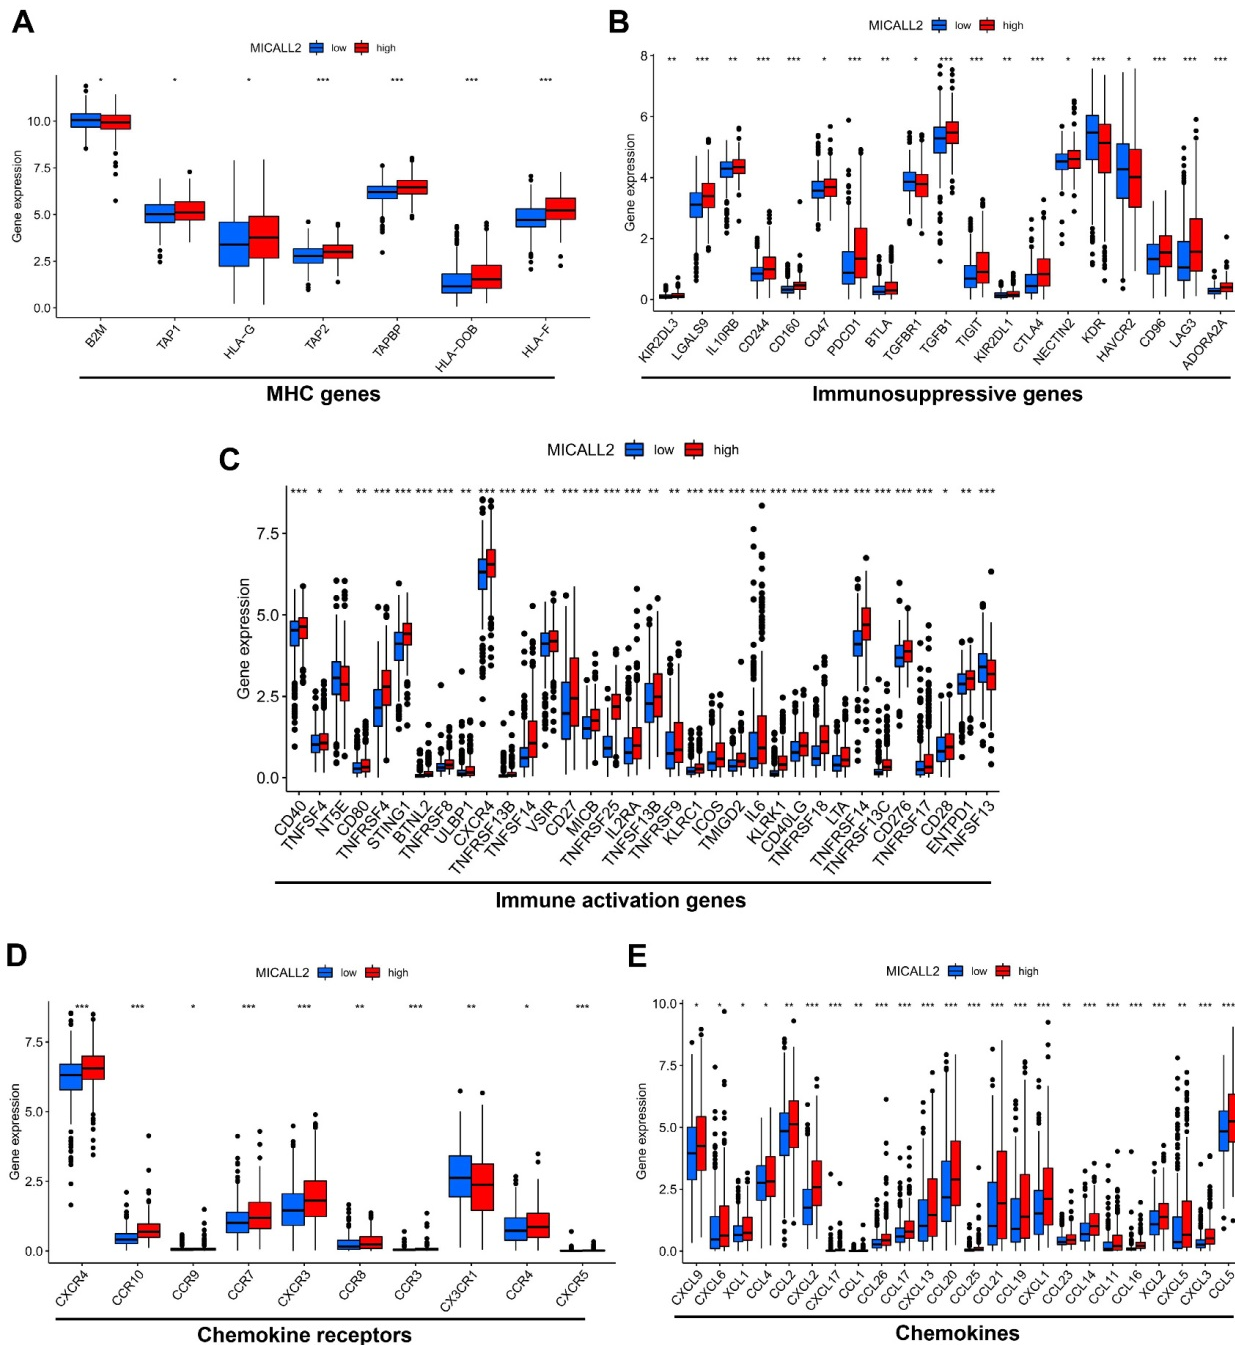 A
MICALL2 low high
Gene expression
10.0
7.5
5.0
2.5
0.0
* * * *** *** *** ***
B2M TAP1 HLA-G TAP2 TAPBP HLA-DOB HLA-F
MHC genes
B
MICALL2 low high
Gene expression
8
6
4
2
0
** *** ** *** *** * *** ** * *** *** ** *** * *** * *** *** ***
KIR2DL3 LGALS9 IL10RB CD244 CD160 CD47 PDCD1 BTLA TGFBR1 TGFB1 TIGIT KIR2DL1 CTLA4 NECTIN2 KDR HAVCR2 CD96 LAG3 ADORA2A
Immunosuppressive genes
C
MICALL2 low high
Gene expression
7.5
5.0
2.5
0.0
*** * * *** *** *** *** *** ** *** *** *** ** *** *** *** *** ** ** *** *** *** *** *** *** *** *** *** *** *** *** * ** ***
CD40 TNFSF4 NT5E CD80 TNFRSF4 STING1 BTNL2 TNFRSF8 ULBP1 CXCR4 TNFRSF13B TNFSF14 VSIR CD27 MICB TNFRSF25 IL2RA TNFSF13B TNFRSF9 KLRC1 ICOS TMIGD2 IL6 KLRK1 CD40LG TNFRSF18 LTA TNFRSF14 TNFRSF13C CD276 TNFRSF17 CD28 ENTPD1 TNFSF13
Immune activation genes
D
MICALL2 low high
Gene expression
7.5
5.0
2.5
0.0
*** *** * *** *** ** *** ** * ***
CXCR4 CCR10 CCR9 CCR7 CXCR3 CCR8 CCR3 CX3CR1 CCR4 CXCR5
Chemokine receptors
E
MICALL2 low high
Gene expression
10.0
7.5
5.0
2.5
0.0
* * * * ** *** *** ** *** *** *** *** *** *** *** *** ** *** *** *** *** ** *** ***
CXCL9 CXCL6 XCL1 CCL4 CCL2 CXCL2 CXCL17 CCL1 CCL26 CCL17 CXCL13 CCL20 CCL25 CCL21 CCL19 CXCL1 CCL23 CCL14 CCL11 CCL16 XCL2 CXCL5 CXCL3 CCL5
Chemokines